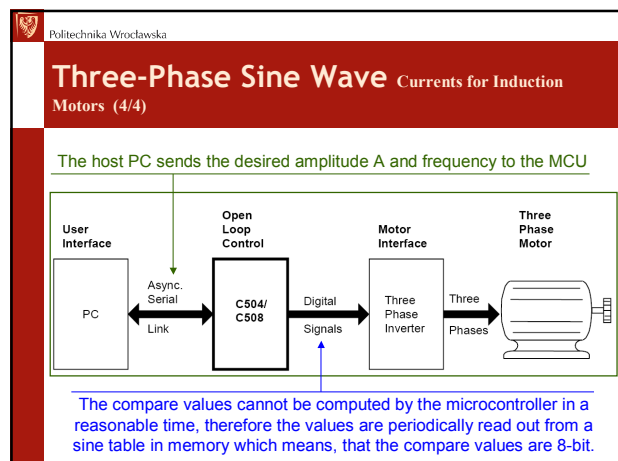 Politechnika Wrocławska
Three-Phase Sine Wave Currents for Induction
Motors (4/4)
The host PC sends the desired amplitude A and frequency to the MCU
User
Interface
Open
Loop
Control
Motor
Interface
Three
Phase
Motor
PC
Async.
Serial
Link
C504/
C508
Digital
Signals
Three
Phase
Inverter
Three
Phases
The compare values cannot be computed by the microcontroller in a
reasonable time, therefore the values are periodically read out from a
sine table in memory which means, that the compare values are 8-bit.